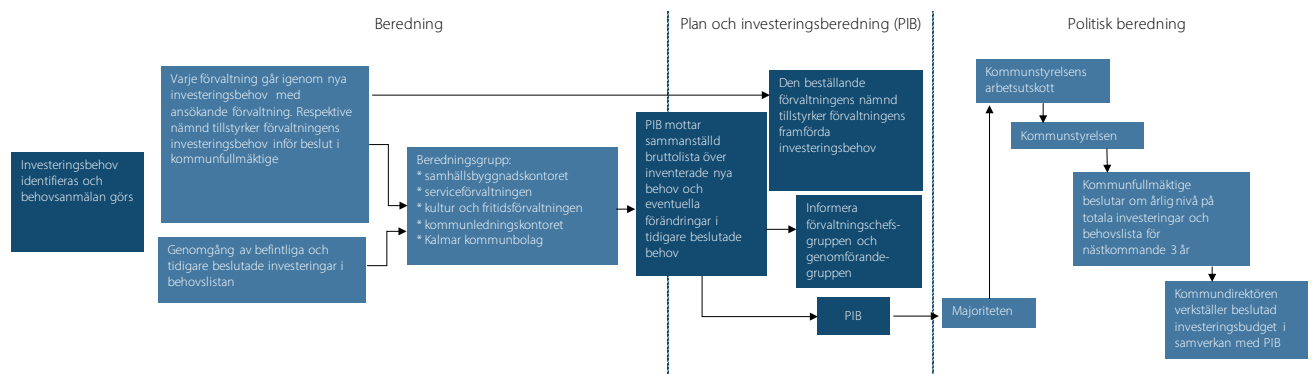 Beredning
Plan och investeringsberedning (PIB)
Politisk beredning
Investeringsbehov
identifieras och
behovsanmälan görs
Varje förvaltning går igenom nya
investeringsbehov med
ansökande förvaltning. Respektive
nämnd tillstyrker förvaltningens
investeringsbehov inför beslut i
kommunfullmäktige
Genomgång av befintliga och
tidigare beslutade investeringar i
behovslistan
Beredningsgrupp:
* samhällsbyggnadskontoret
* serviceförvaltningen
* kultur och fritidsförvaltningen
* kommunledningskontoret
* Kalmar kommunbolag
PIB mottar
sammanställd
bruttolista över
inventerade nya
behov och
eventuella
förändringar i
tidigare beslutade
behov
Den beställande
förvaltningens nämnd
tillstyrker förvaltningens
framförda
investeringsbehov
Informera
förvaltningschefs-
gruppen och
genomförande-
gruppen
PIB
Majoriteten
Kommunstyrelsens
arbetsutskott
Kommunstyrelsen
Kommunfullmäktige
beslutar om årlig nivå på
totala investeringar och
behovslista för
nästkommande 3 år
Kommundirektören
verkställer beslutad
investeringsbudget i
samverkan med PIB